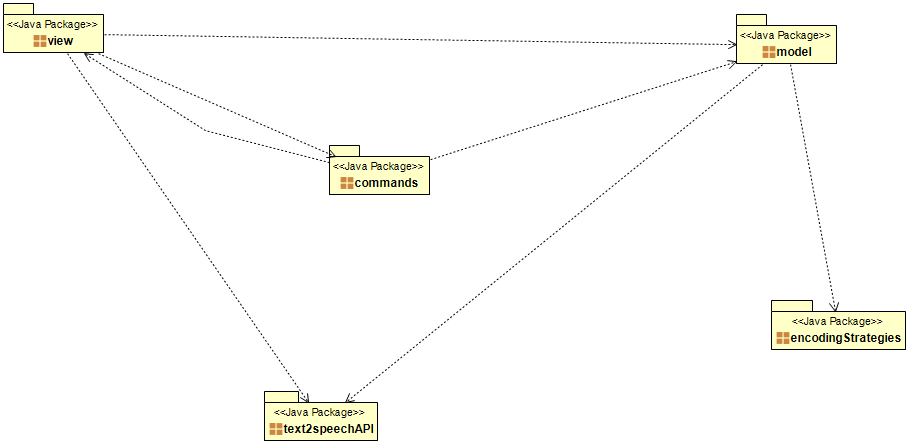 <<Java Package>>
view
<<Java Package>>
model
<<Java Package>>
commands
<<Java Package>>
encodingStrategies
<<Java Package>>
text2speechAPI